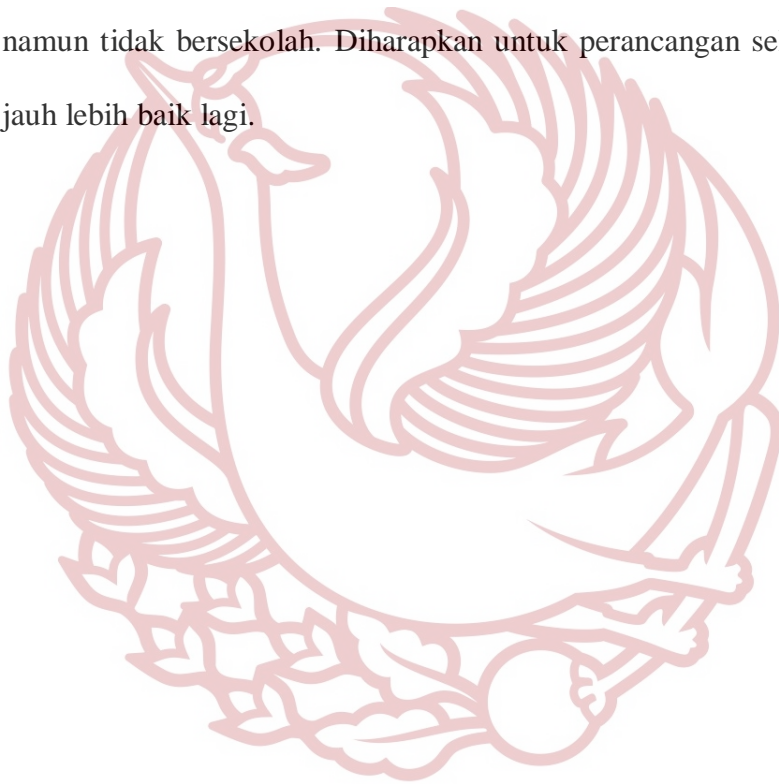 namun tidak bersekolah. Diharapkan untuk perancangan se
jauh lebih baik lagi.